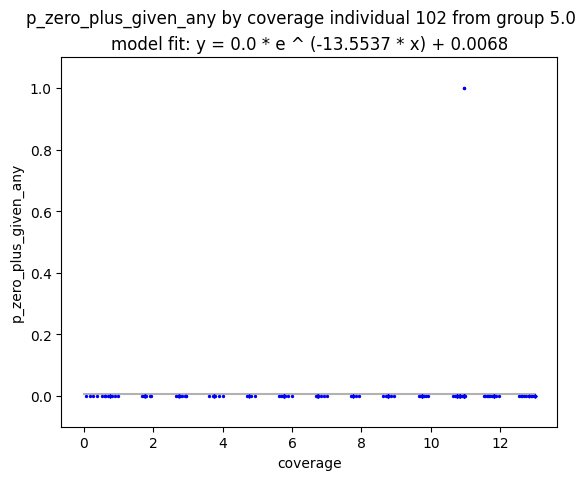 p_zero_plus_given_any by coverage individual 102 from group 5.0
model fit: y = 0.0 * e ^ (-13.5537 * x) + 0.0068
1.0
0.8
0.6
0.4
0.2
0.0
p_zero_plus_given_any
0 2 4 6 8 10 12
coverage